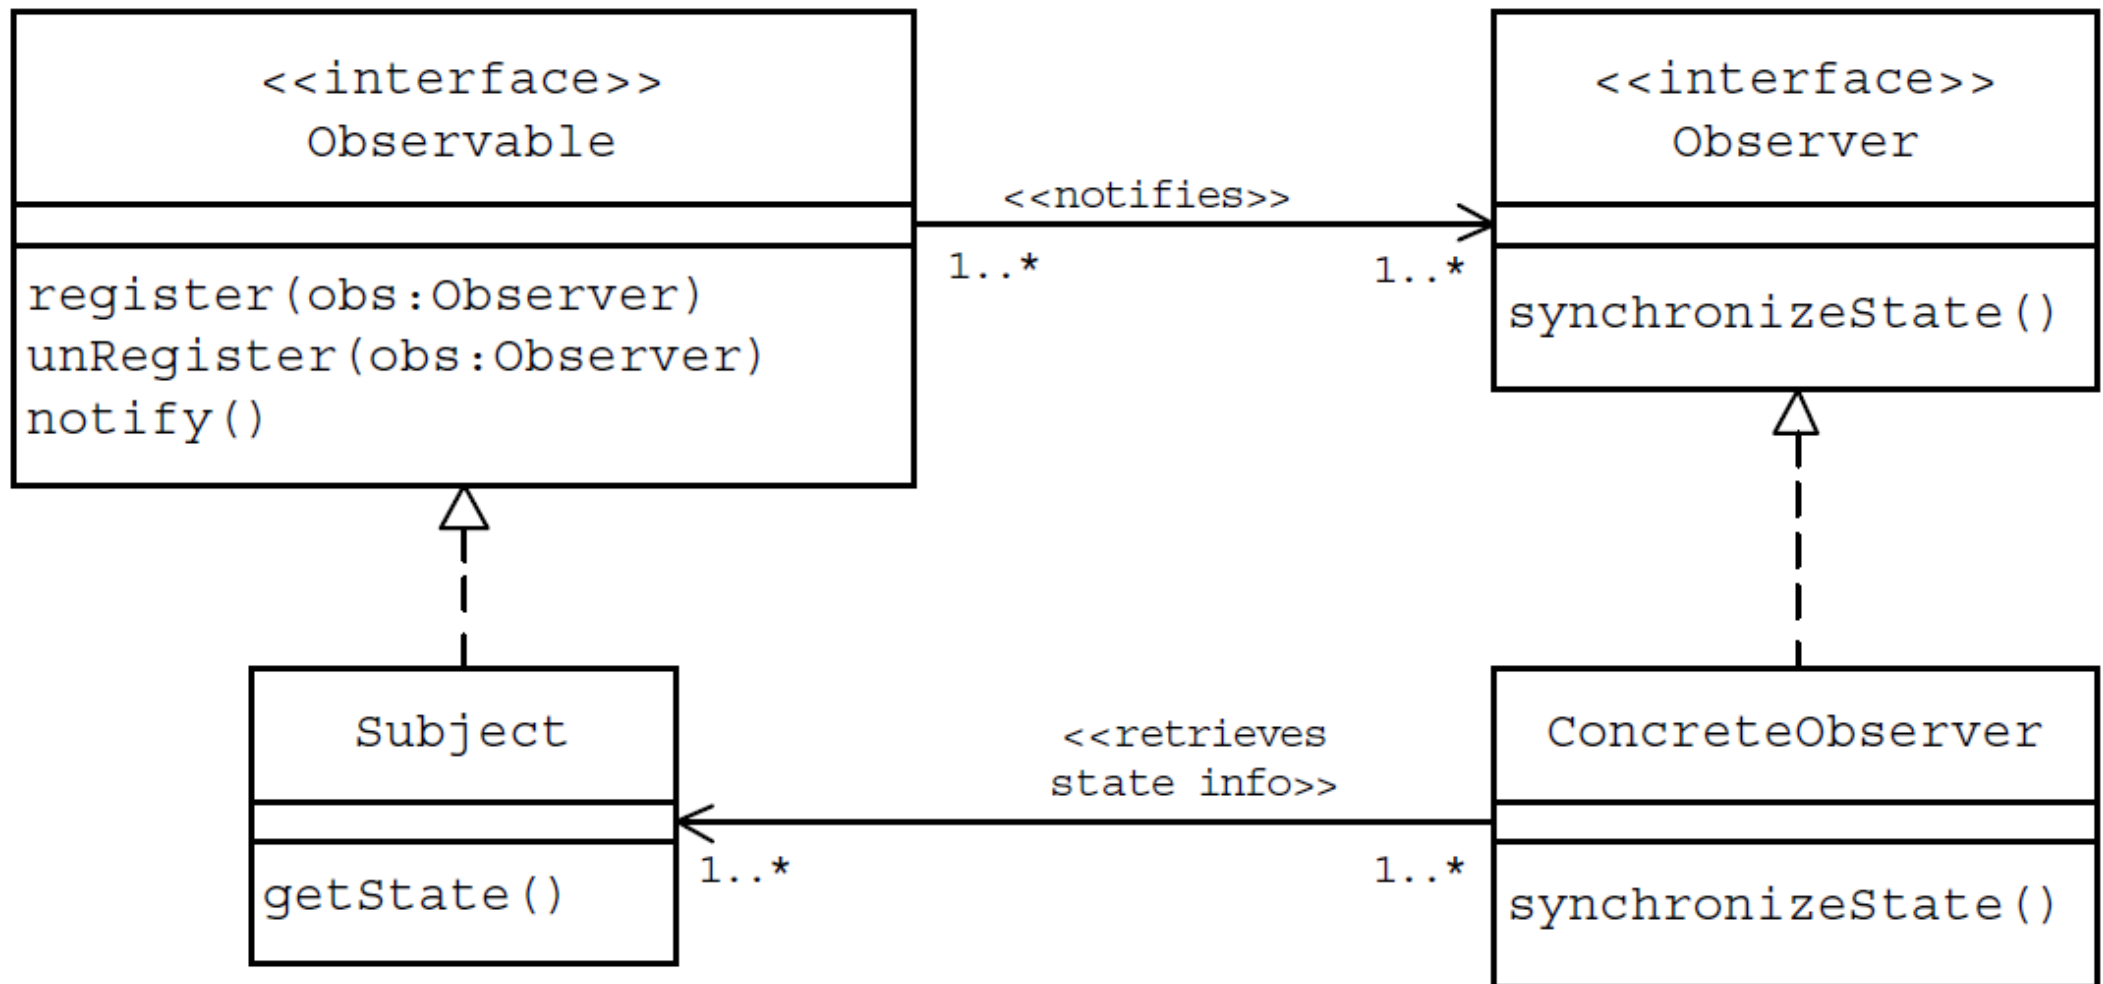 <<interface>>
Observable
register(obs:Observer)
unRegister(obs:Observer)
notify()
<<notifies>>
1..*
1..*
<<interface>>
Observer
synchronizeState()
Subject
getState()
<<retrieves
state info>>
1..*
1..*
ConcreteObserver
synchronizeState()